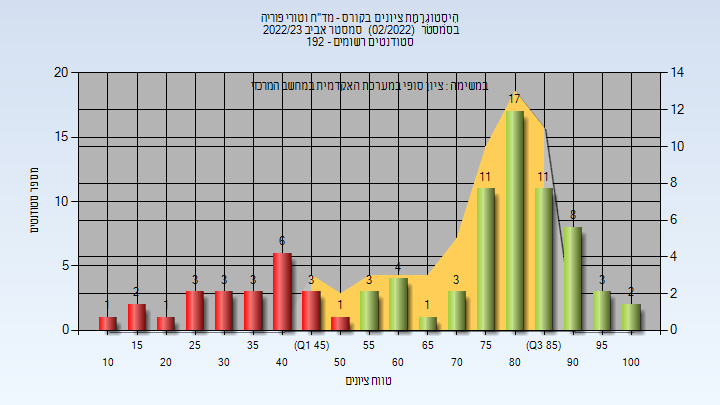 היסטוגרמת ציונים בקורס - מד"ח וטורי פוריה
בסמסטר (02/2022) סמסטר אביב 2022/23
סטודנטים רשומים - 192
במשימה : ציון סופי במערכת האקדמית במחשב המרכזי
מספר סטודנטים
20
15
10
5
0
14
12
10
8
6
4
2
0
1 2 1 3 3 3 6 3 1 3 4 1 3 11 17 11 8 3 2
15 25 35 (Q1 45) 55 65 75 (Q3 85) 95
10 20 30 40 50 60 70 80 90 100
טווח ציונים